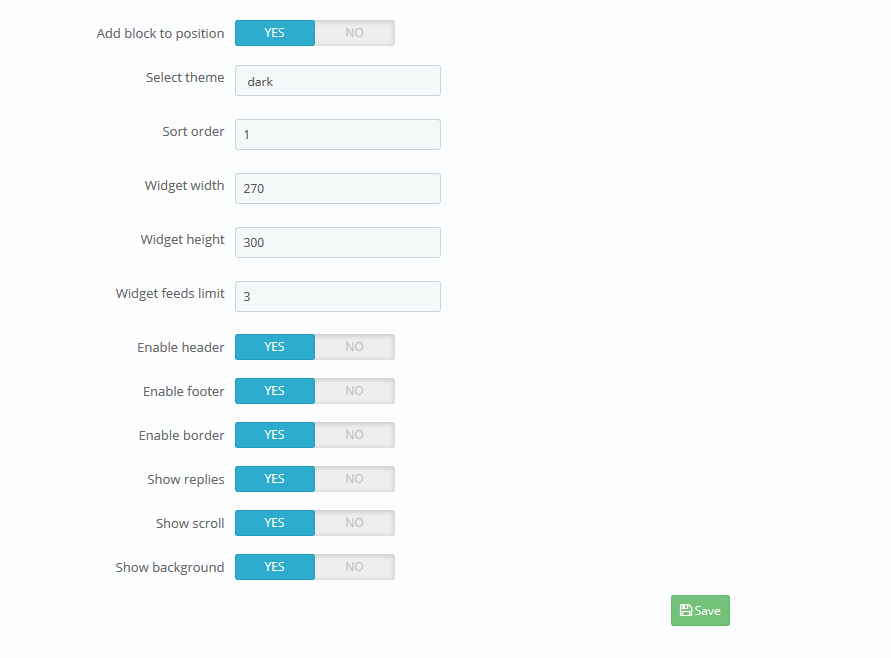 Add block to position YES NO
Select theme dark
Sort order 1
Widget width 270
Widget height 300
Widget feeds limit 3
Enable header YES NO
Enable footer YES NO
Enable border YES NO
Show replies YES NO
Show scroll YES NO
Show background YES NO
Save